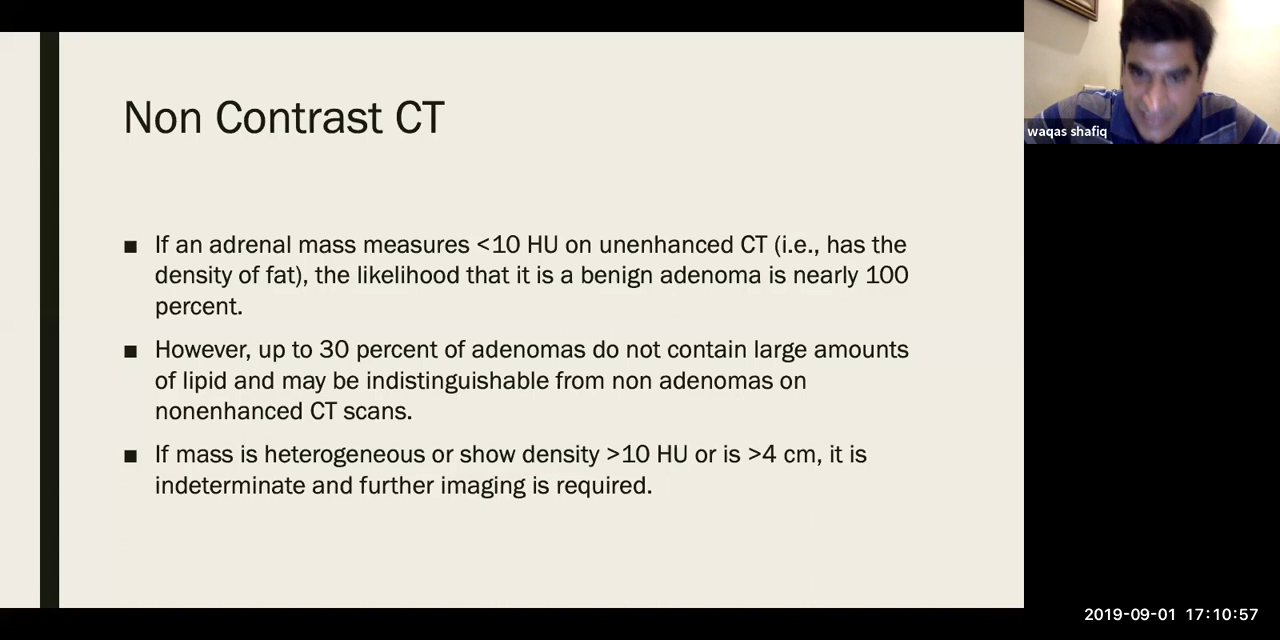 Non Contrast CT
■ If an adrenal mass measures <10 HU on unenhanced CT (i.e., has the
density of fat), the likelihood that it is a benign adenoma is nearly 100
percent.
■ However, up to 30 percent of adenomas do not contain large amounts
of lipid and may be indistinguishable from non adenomas on
nonenhanced CT scans.
■ If mass is heterogeneous or show density >10 HU or is >4 cm, it is
indeterminate and further imaging is required.
waqas shafiq
2019-09-01 17:10:57